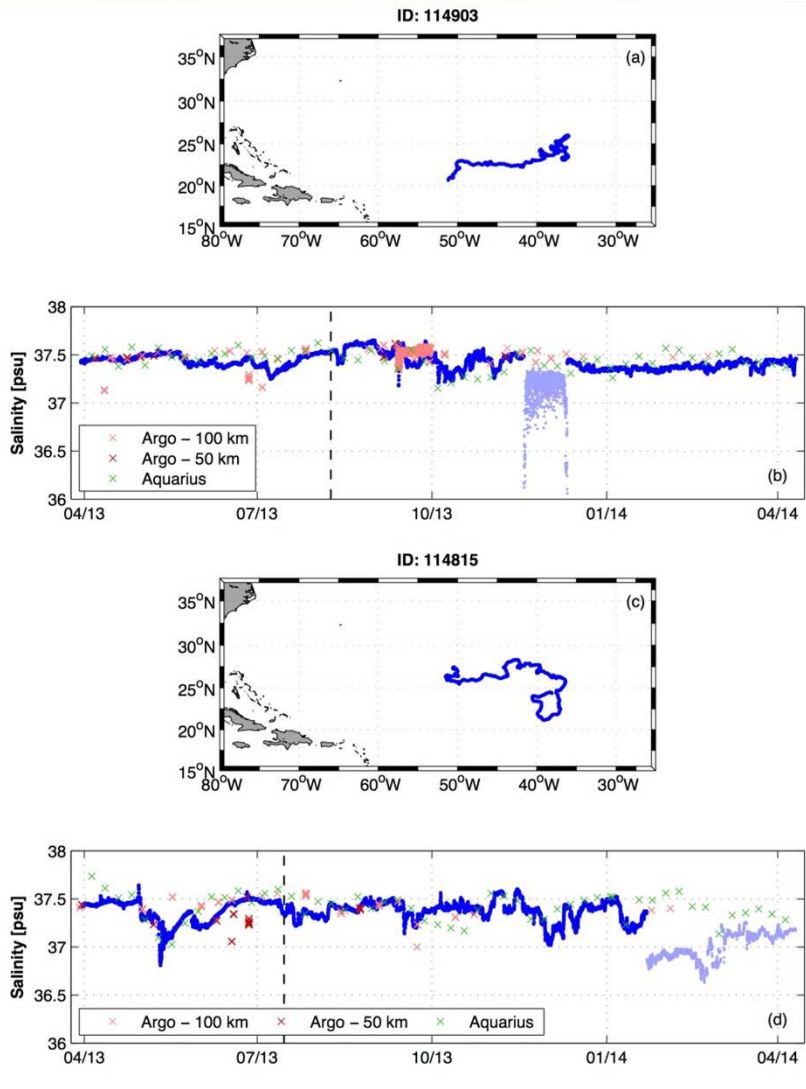 ID: 114903
(a)
35°N
30°N
25°N
20°N
15°N
80°W 70°W 60°W 50°W 40°W 30°W
38
37.5
37
36.5
36
Salinity [psu]
Argo − 100 km
Argo − 50 km
Aquarius
(b)
04/13 07/13 10/13 01/14 04/14
ID: 114815
(c)
35°N
30°N
25°N
20°N
15°N
80°W 70°W 60°W 50°W 40°W 30°W
38
37.5
37
36.5
36
Salinity [psu]
Argo − 100 km Argo − 50 km Aquarius
(d)
04/13 07/13 10/13 01/14 04/14